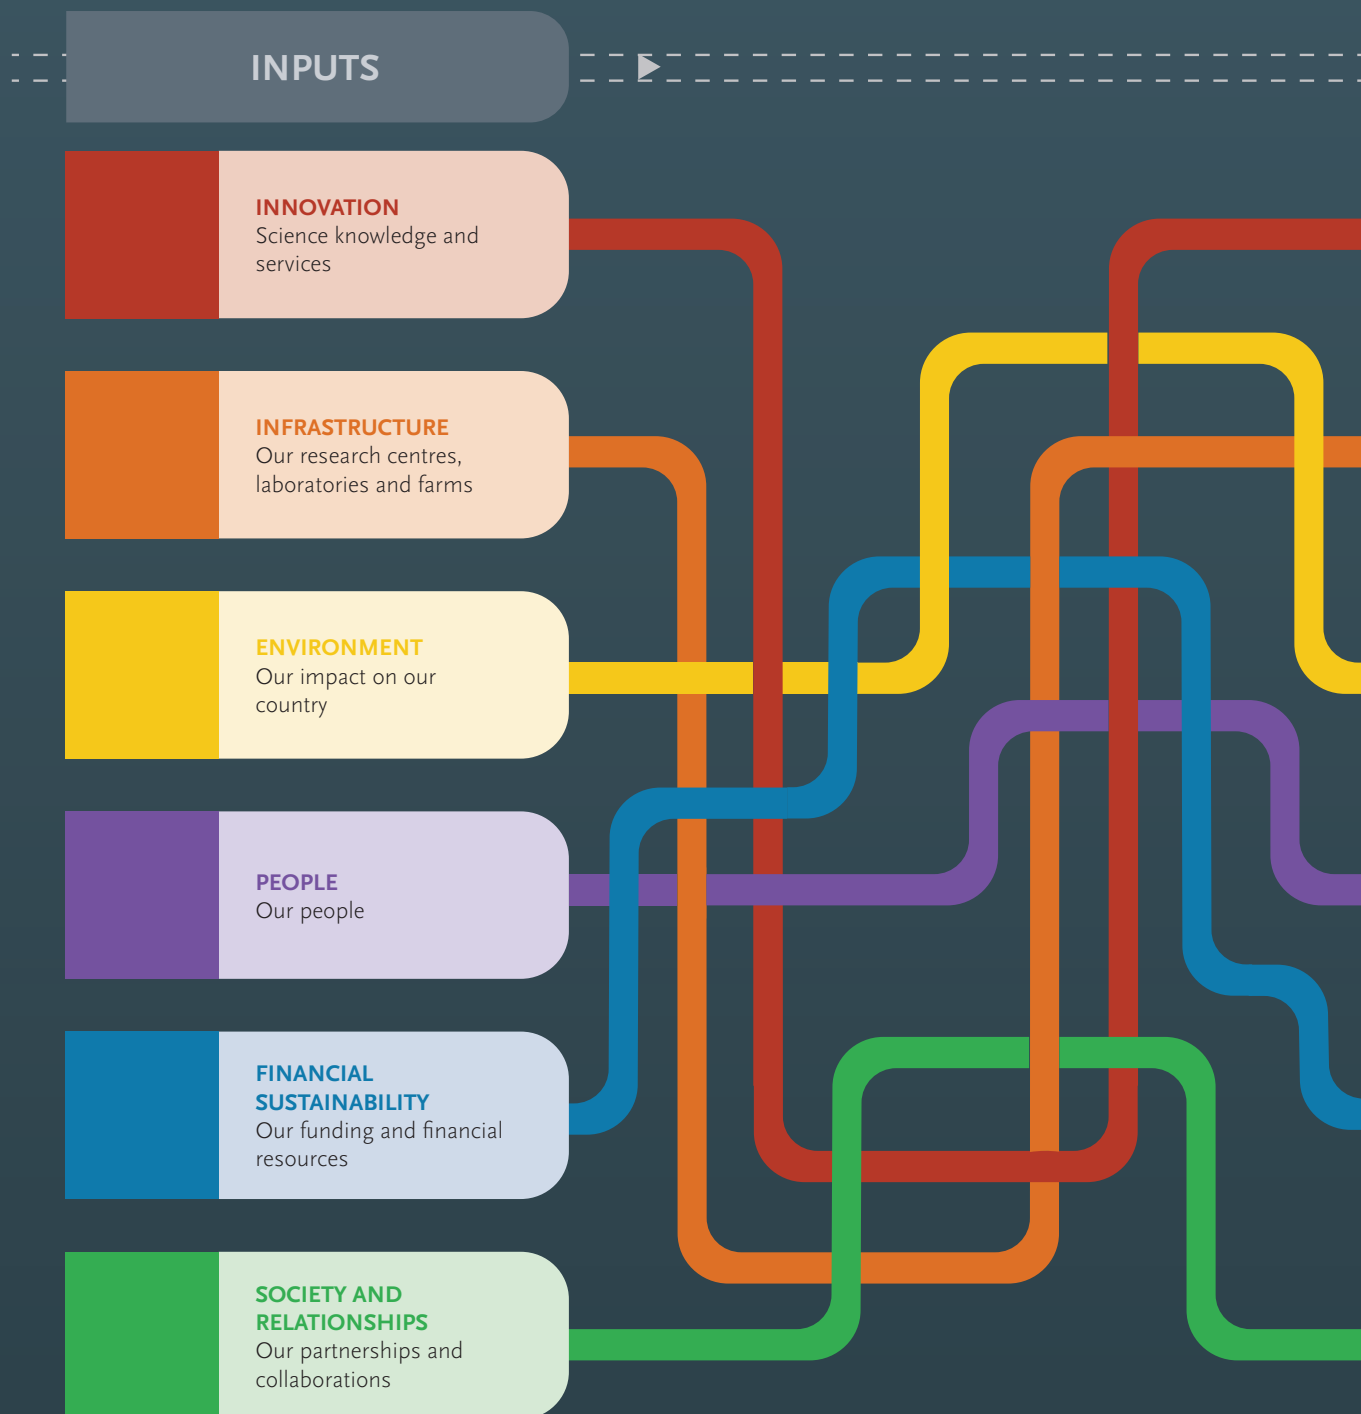 INPUTS
INNOVATION
Science knowledge and
services
INFRASTRUCTURE
Our research centres,
laboratories and farms
ENVIRONMENT
Our impact on our
country
PEOPLE
Our people
FINANCIAL
SUSTAINABILITY
Our funding and financial
resources
SOCIETY AND
RELATIONSHIPS
Our partnerships and
collaborations